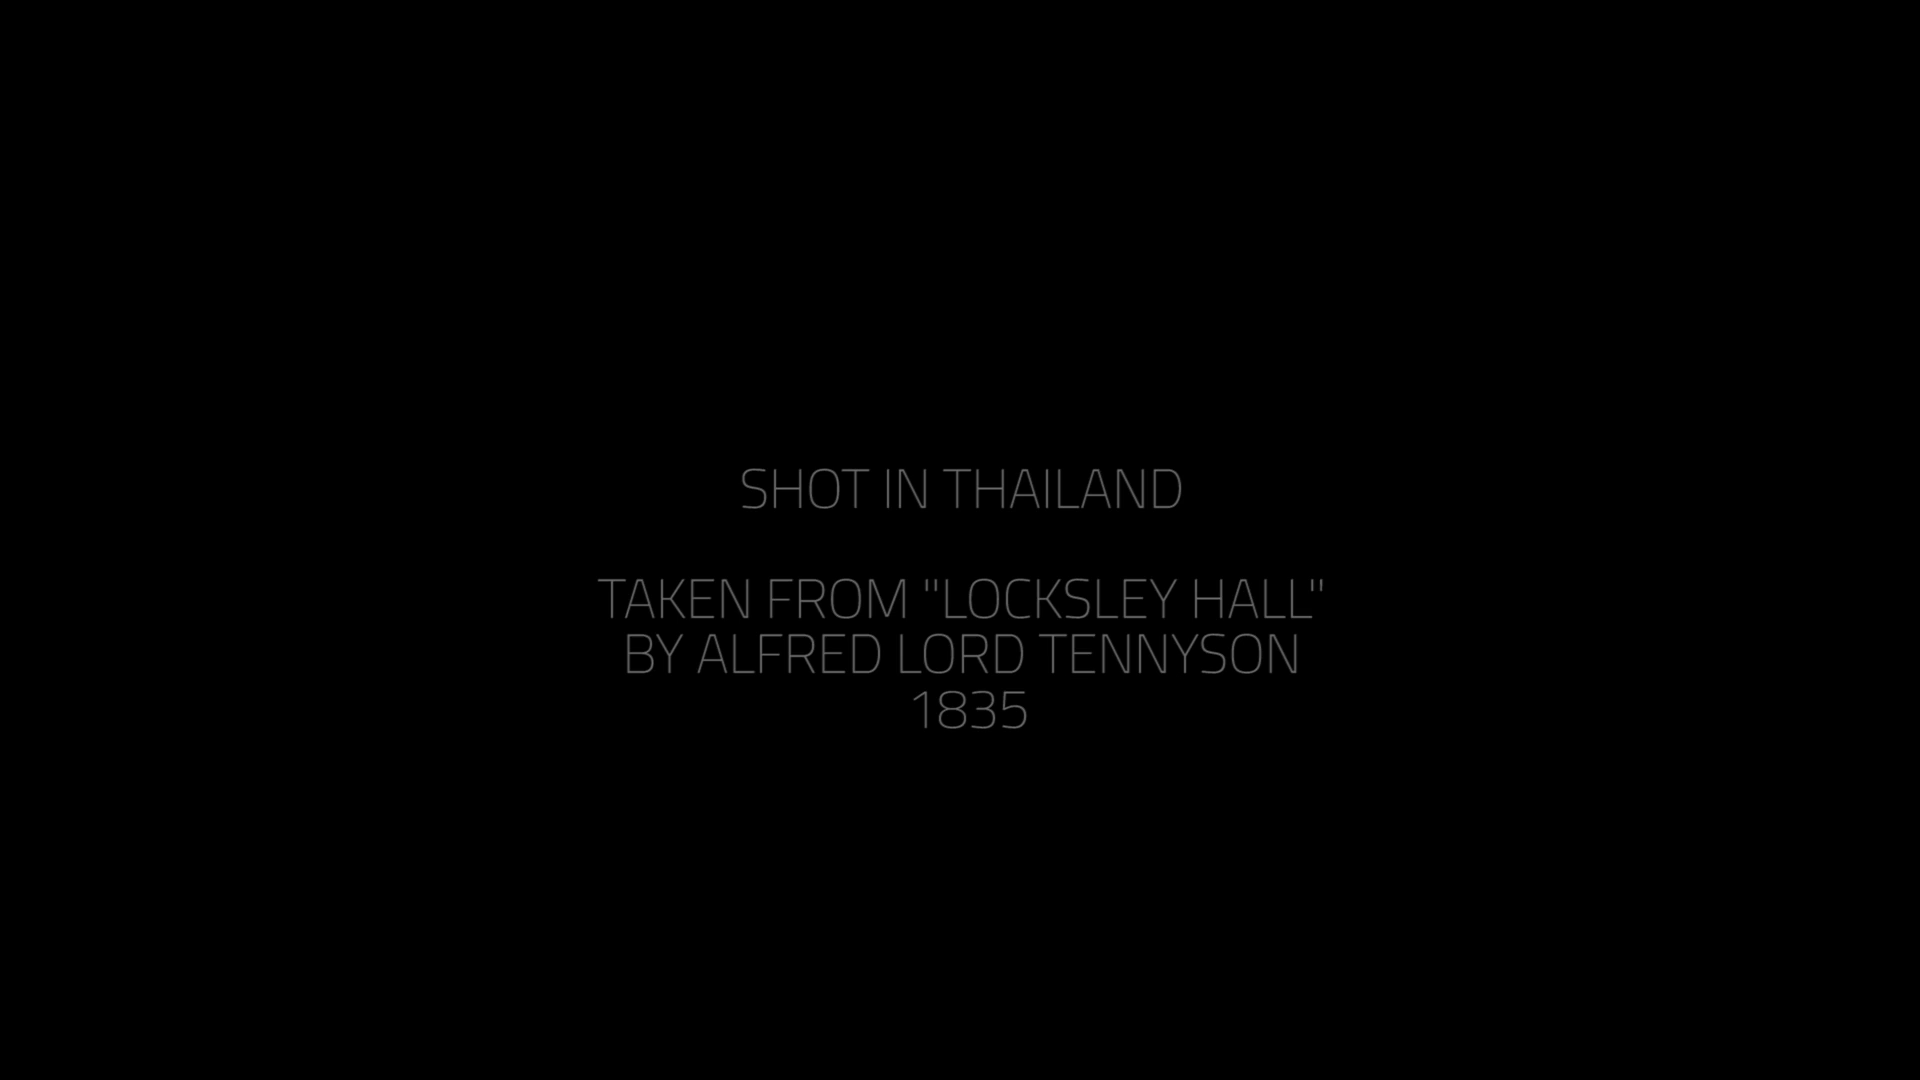 SHOT IN THAILAND
TAKEN FROM "LOCKSLEY HALL"
BY ALFRED LORD TENNYSON
1835